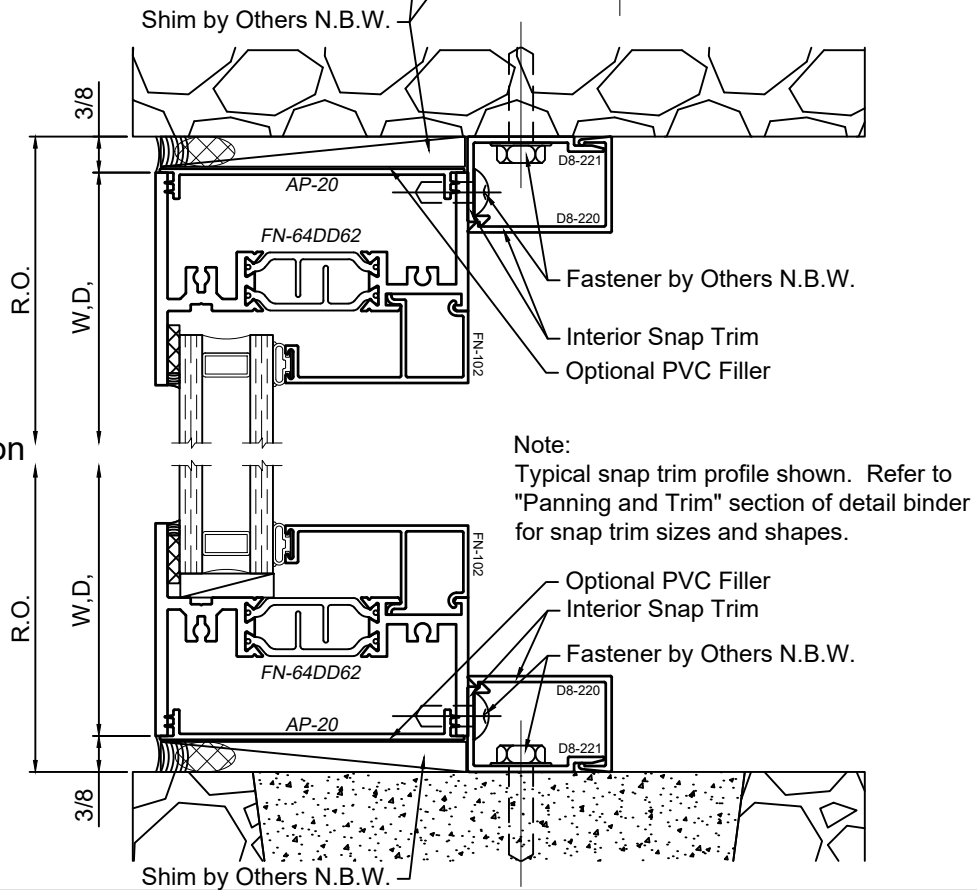 Shim by Others N.B.W.
3/8
D8-221
AP-20
D8-220
FN-64DD62
Fastener by Others N.B.W.
R.O.
W,D,
Interior Snap Trim
FN-102
Optional PVC Filler
on
Note:
Typical snap trim profile shown. Refer to
"Panning and Trim" section of detail binder
for snap trim sizes and shapes.
FN-102
Optional PVC Filler
R.O.
W,D,
Interior Snap Trim
Fastener by Others N.B.W.
FN-64DD62
D8-220
AP-20
D8-221
3/8
Shim by Others N.B.W.